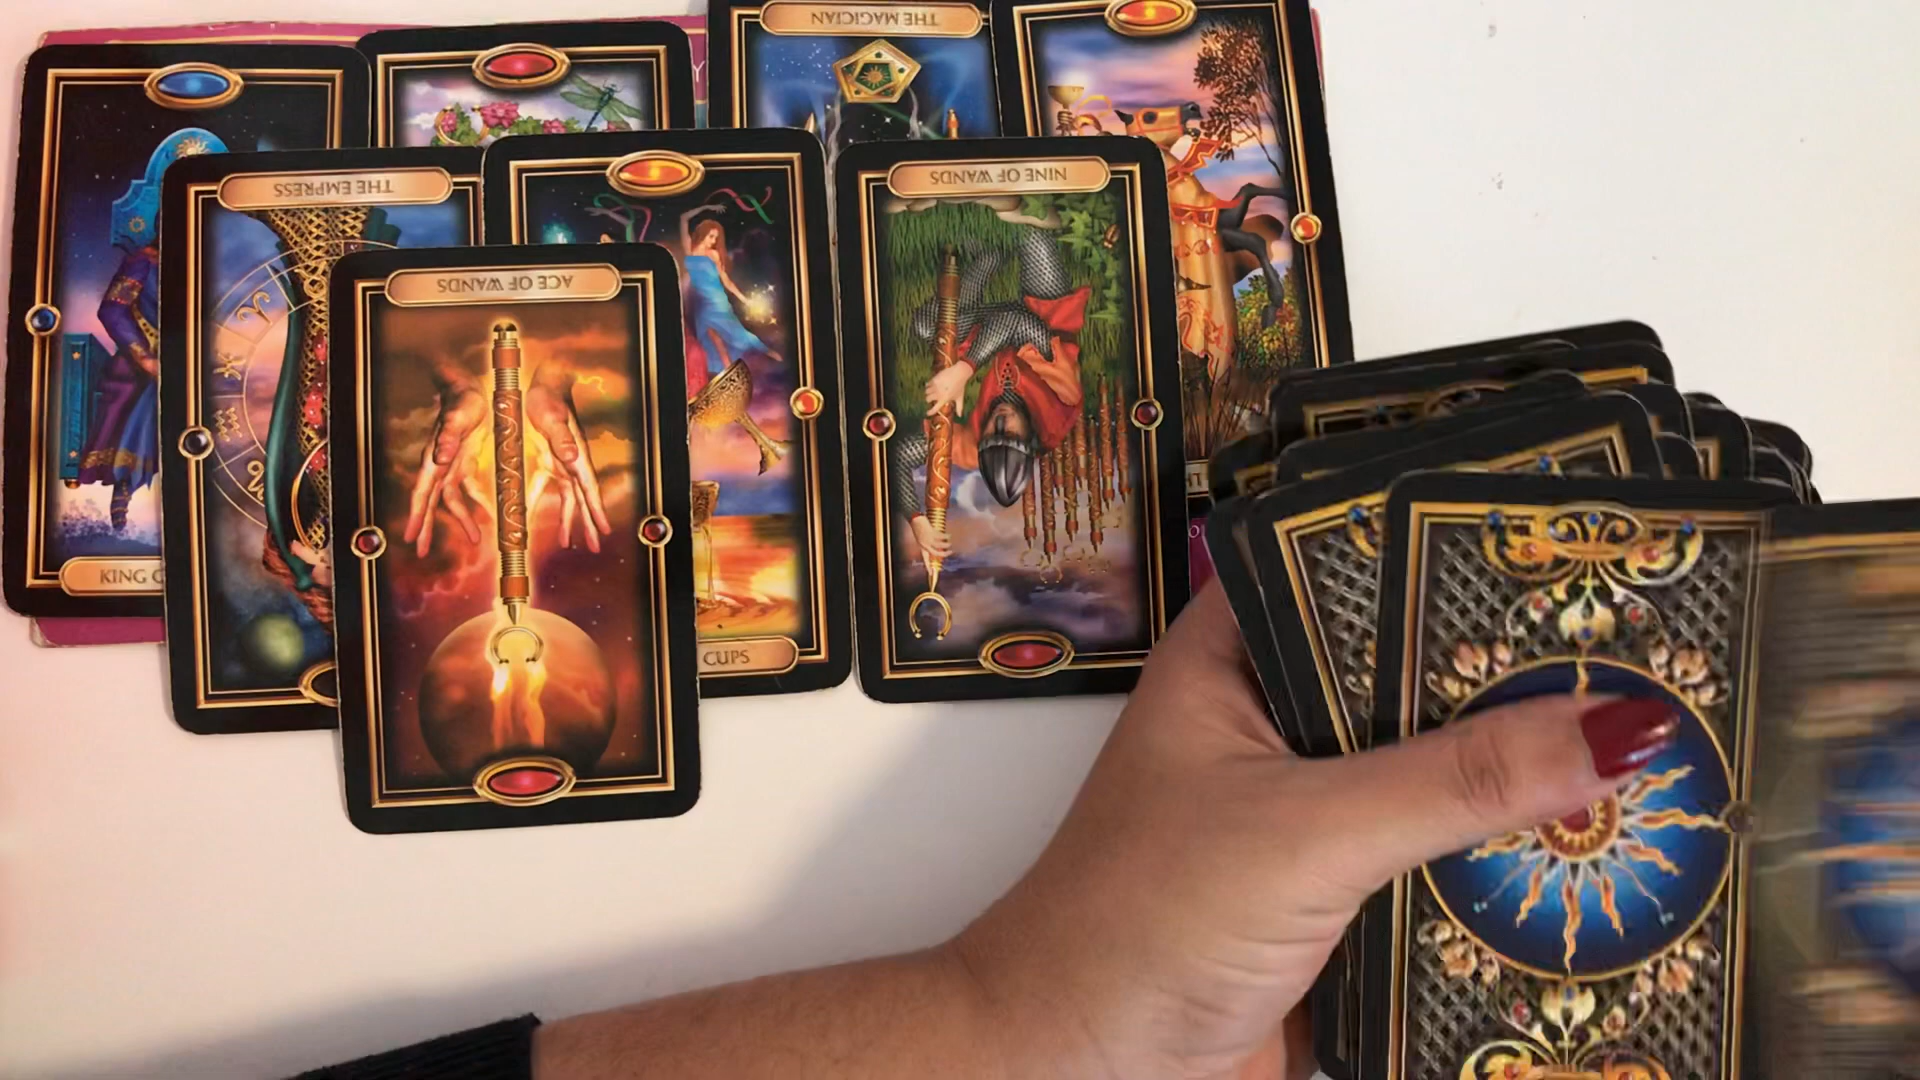 THE MAGICIAN
THE EMPRESS
NINE OF WANDS
ACE OF WANDS
KING
CUPS